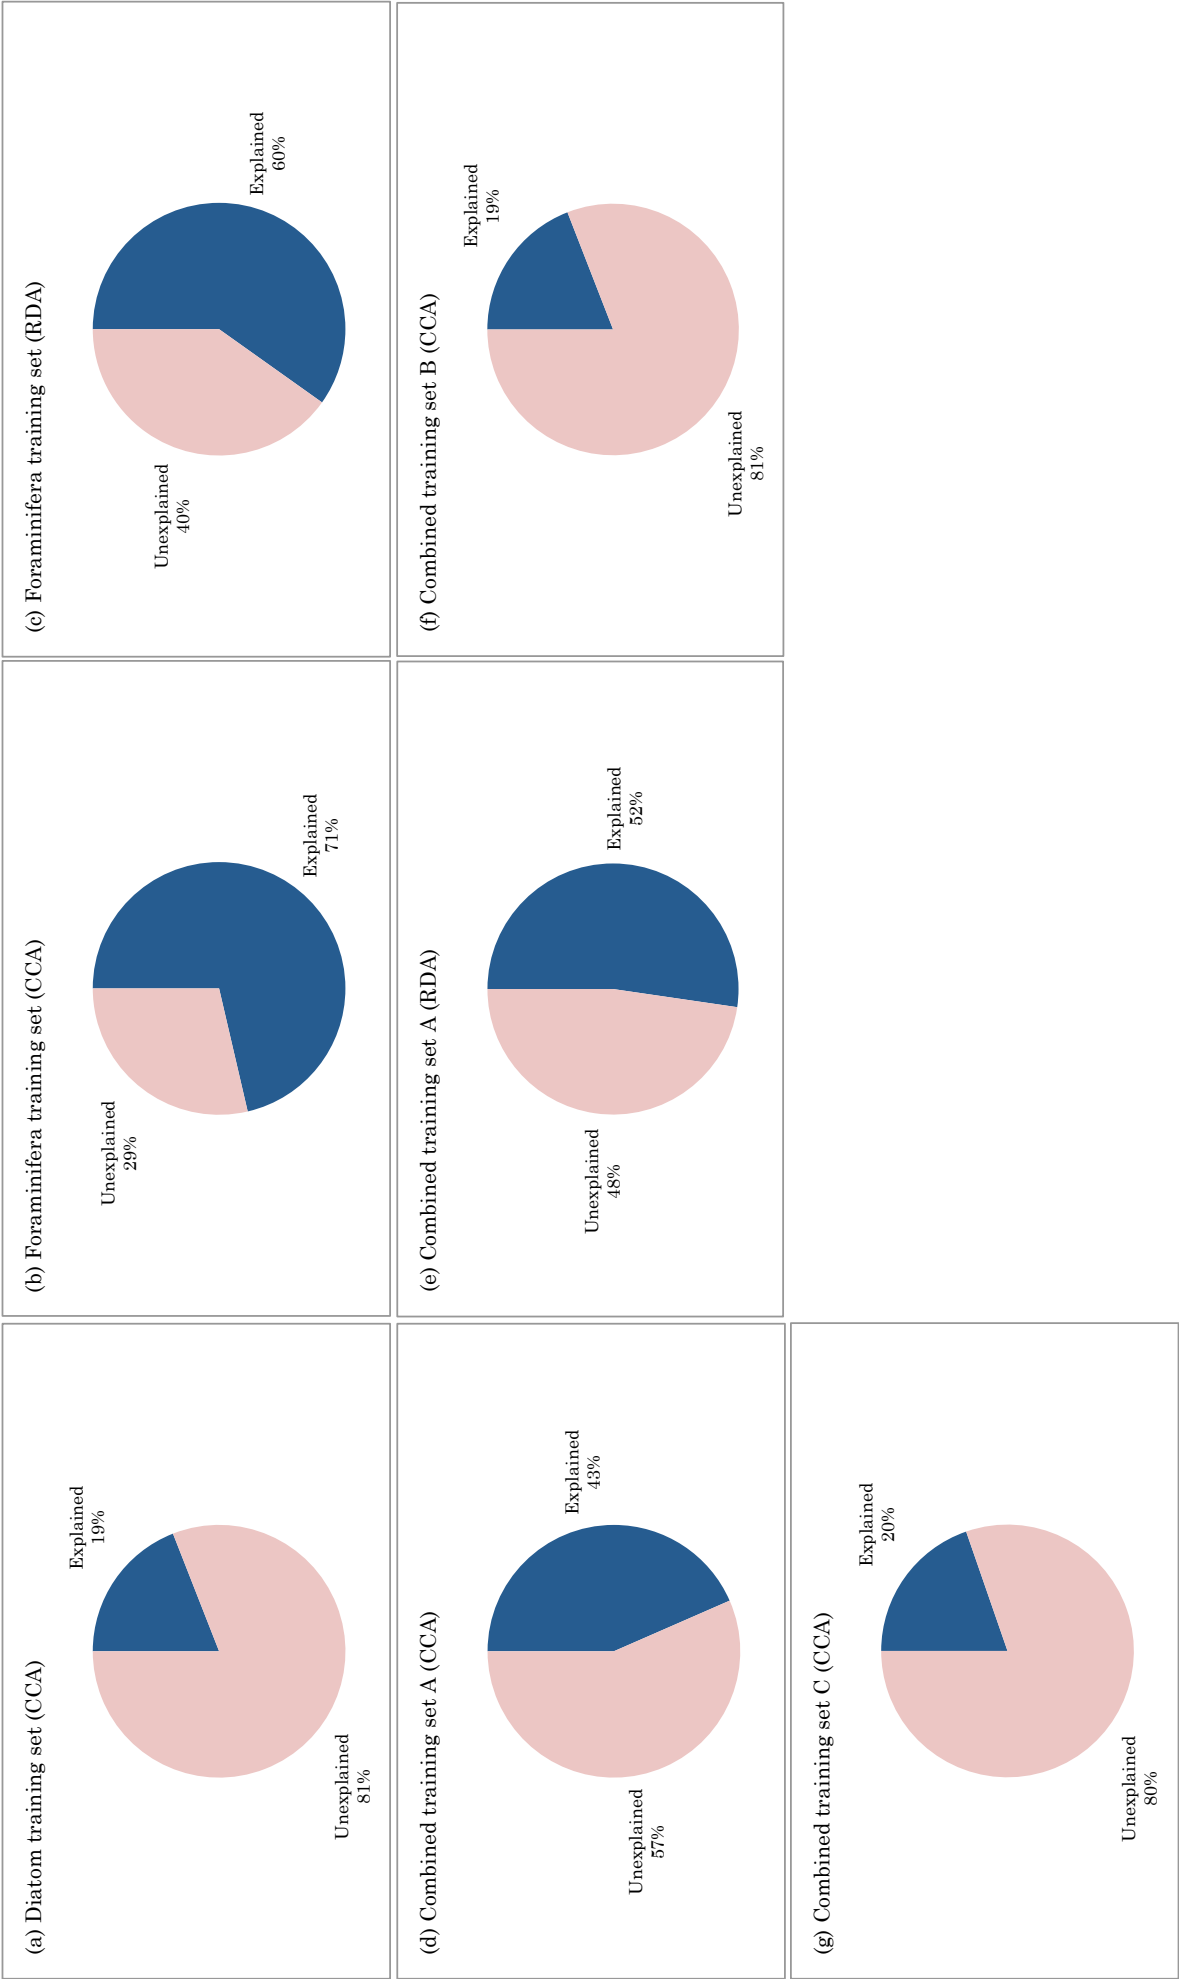 (a) Diatom training set (CCA)
Explained
19%
Unexplained
81%
(b) Foraminifera training set (CCA)
Unexplained
29%
Explained
71%
(c) Foraminifera training set (RDA)
Unexplained
40%
Explained
60%
(d) Combined training set A (CCA)
Explained
43%
Unexplained
57%
(e) Combined training set A (RDA)
Unexplained
48%
Explained
52%
(f) Combined training set B (CCA)
Explained
19%
Unexplained
81%
(g) Combined training set C (CCA)
Explained
20%
Unexplained
80%